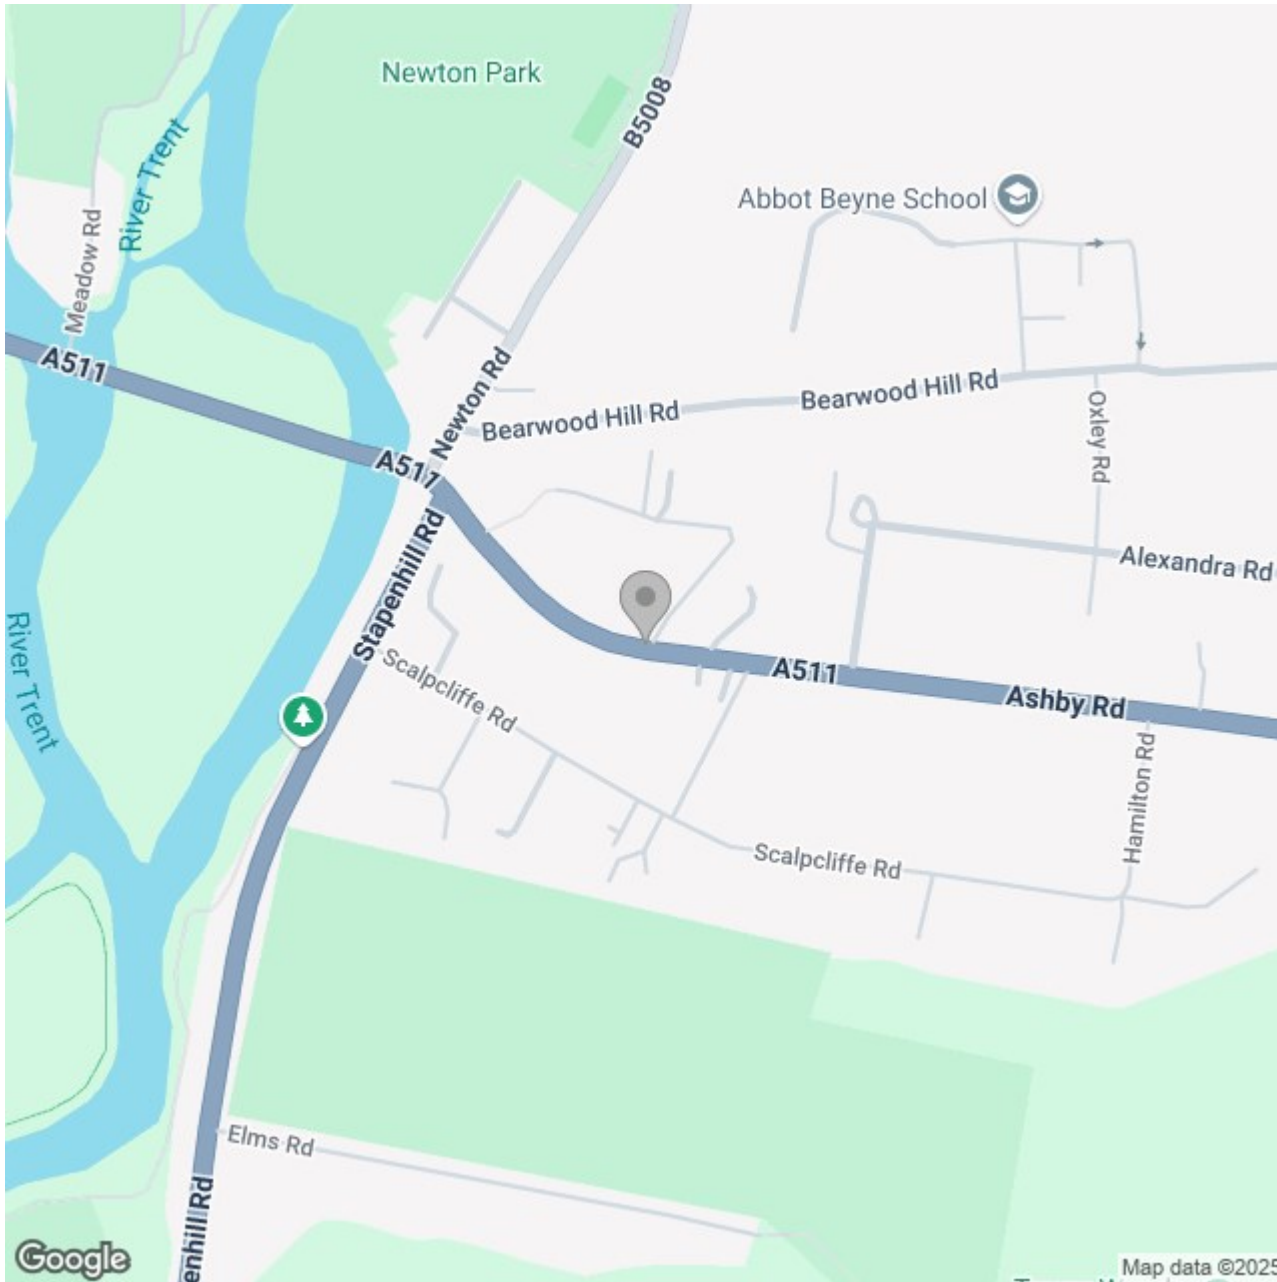 Newton Park
B5008
River Trent
Abbot Beyne School
Meadow Rd
A511
Newton Rd
Bearwood Hill Rd
Bearwood Hill Rd
Oxley Rd
A511
Stapenhill Rd
Alexandra Rd
River Trent
Scalpcliffe Rd
A511
Ashby Rd
Hamilton Rd
Scalpcliffe Rd
Elms Rd
enhill Rd
Google
Map data ©2025